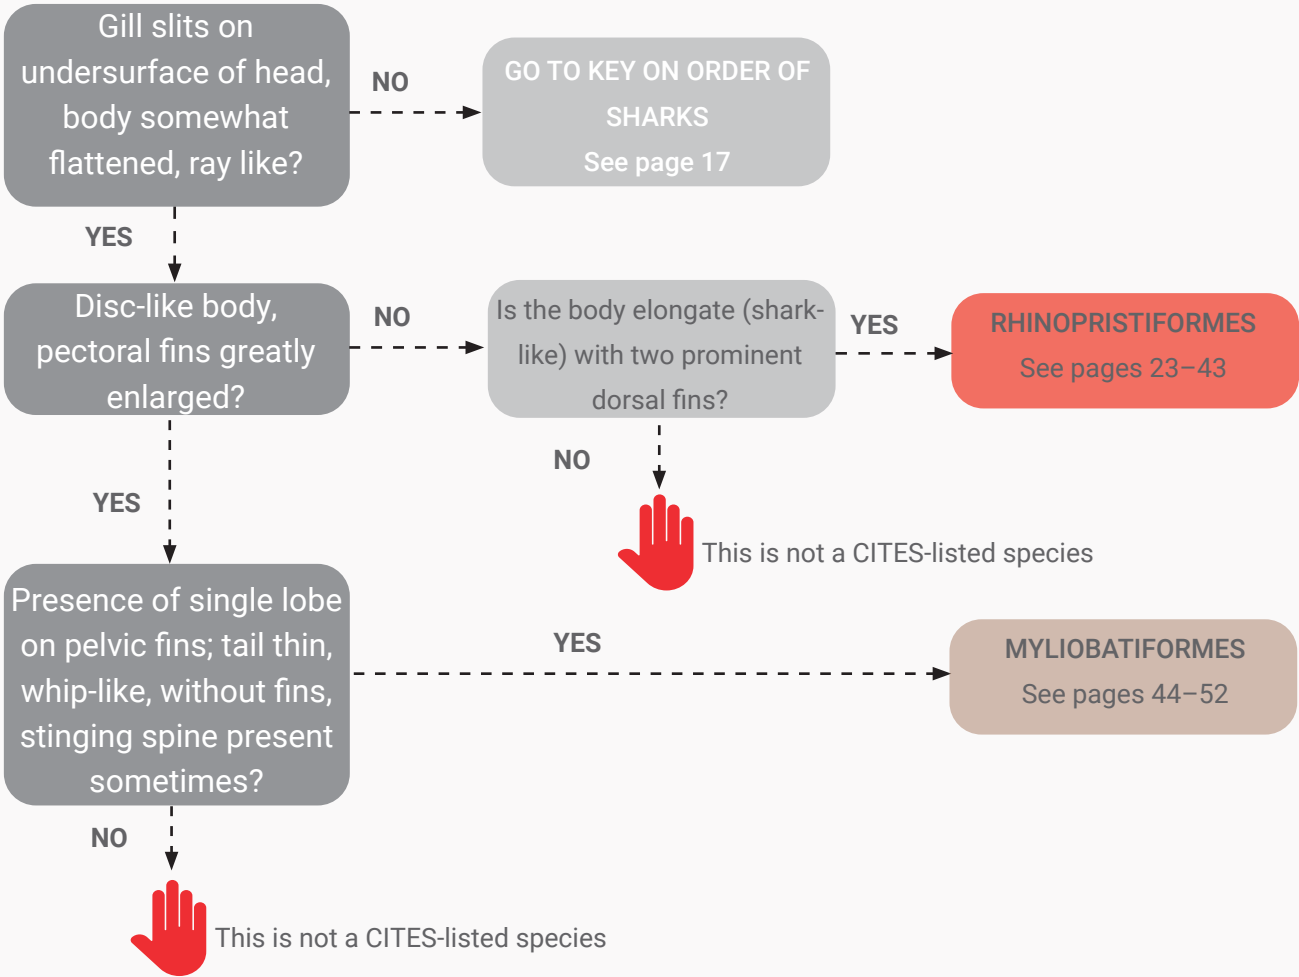 Gill slits on
undersurface of head,
body somewhat
flattened, ray like?
NO
GO TO KEY ON ORDER OF
SHARKS
See page 17
YES
Disc-like body,
pectoral fins greatly
enlarged?
NO
Is the body elongate (shark-
like) with two prominent
dorsal fins?
YES
RHINOPRISTIFORMES
See pages 23–43
NO
This is not a CITES-listed species
YES
Presence of single lobe
on pelvic fins; tail thin,
whip-like, without fins,
stinging spine present
sometimes?
YES
MYLIOBATIFORMES
See pages 44–52
NO
This is not a CITES-listed species